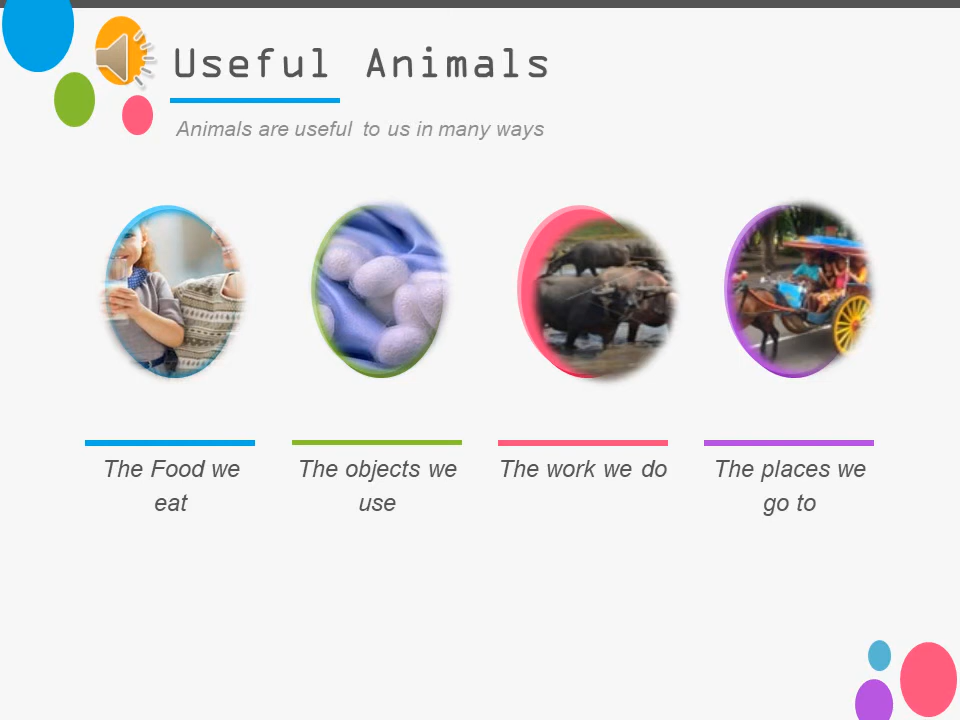 Useful Animals
Animals are useful to us in many ways
The Food we
eat
The objects we
use
The work we do
The places we
go to